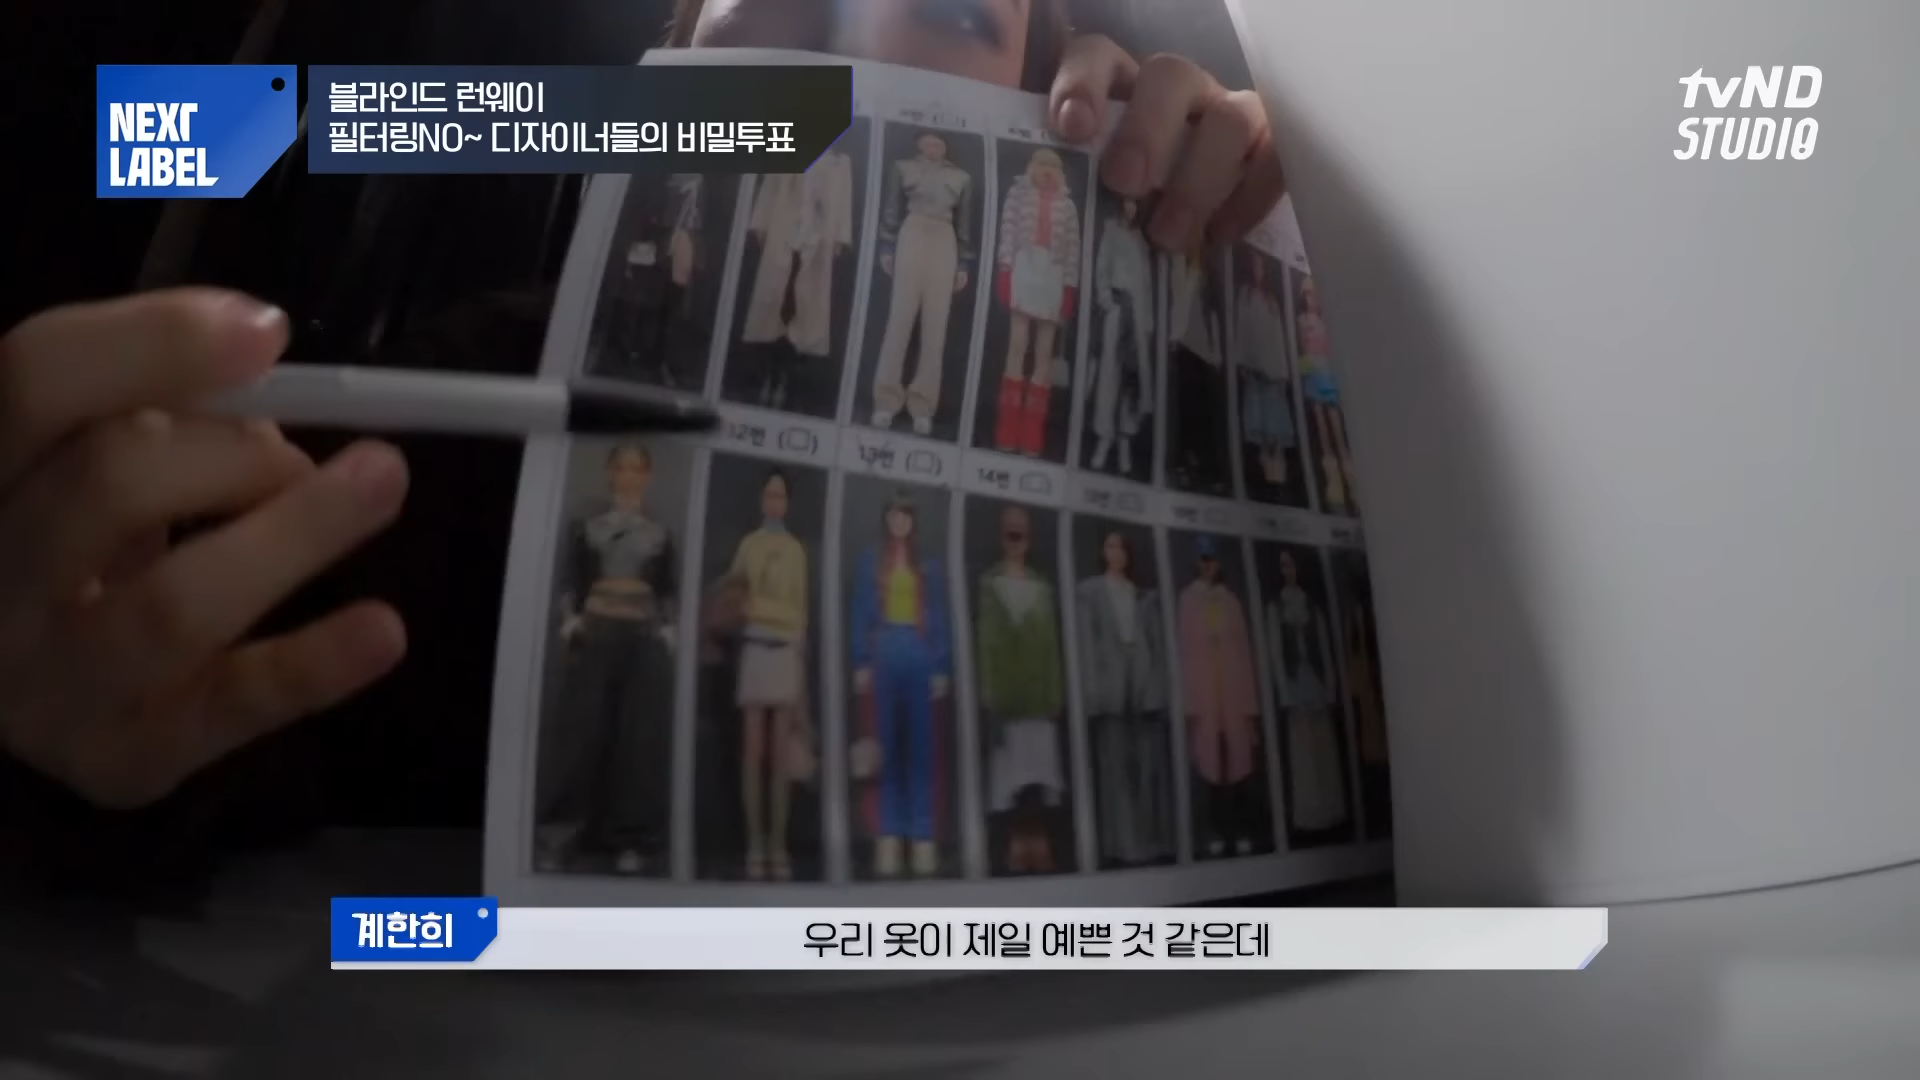 NEXT
LABEL
블라인드 런웨이
필터링NO~ 디자이너들의 비밀투표
tvND
STUDIO
12번 (□)
13번 (□)
14번
계한희
우리 옷이 제일 예쁜 것 같은데